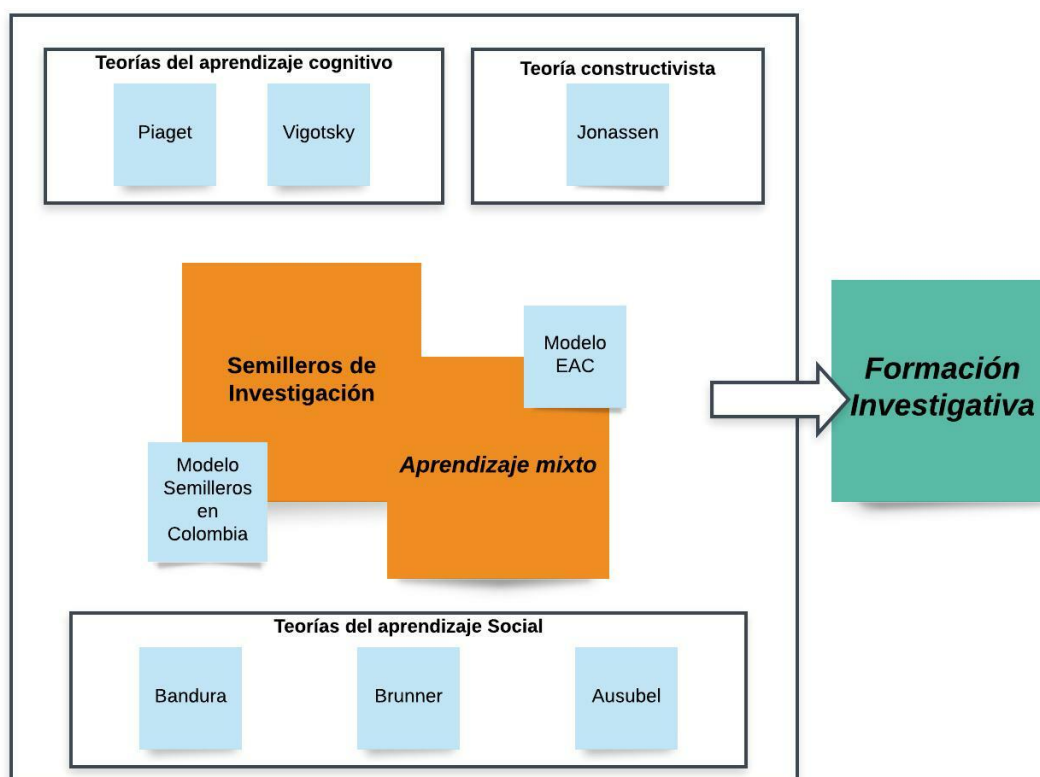 Teorías del aprendizaje cognitivo
Piaget
Vigotsky
Teoría constructivista
Jonassen
Semilleros de
Investigación
Modelo
EAC
Aprendizaje mixto
Modelo
Semilleros
en
Colombia
Formación
Investigativa
Teorías del aprendizaje Social
Bandura
Brunner
Ausubel